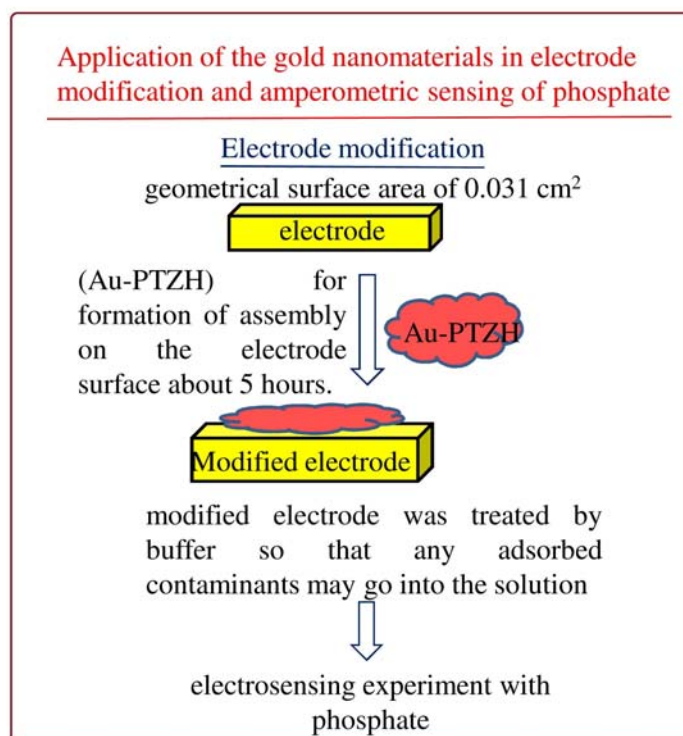 Application of the gold nanomaterials in electrode
modification and amperometric sensing of phosphate
Electrode modification
geometrical surface area of 0.031 cm²
electrode
(Au-PTZH) for
formation of assembly
on the electrode
surface about 5 hours.
Au-PTZH
Modified electrode
modified electrode was treated by
buffer so that any adsorbed
contaminants may go into the solution
electrosensing experiment with
phosphate